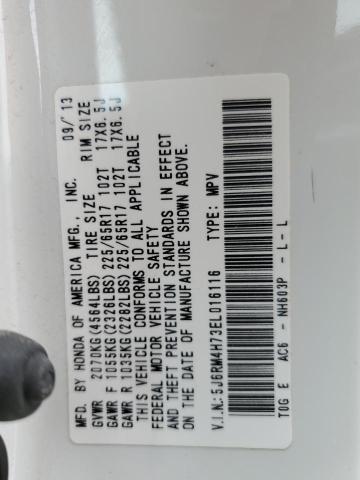 MFD. BY HONDA OF AMERICA MFG., INC. 09/13
GVWR 2070KG(4564LBS) TIRE SIZE RIM SIZE
GAWR F 1055KG(2326LBS) 225/65R17 102T 17X6.5J
GAWR R 1035KG(2282LBS) 225/65R17 102T 17X6.5J
THIS VEHICLE CONFORMS TO ALL APPLICABLE
FEDERAL MOTOR VEHICLE SAFETY
AND THEFT PREVENTION STANDARDS IN EFFECT
ON THE DATE OF MANUFACTURE SHOWN ABOVE.
V.I.N.: 5J6RM4H73EL016116 TYPE: MPV
T0G E AC6 - NH603P - L - L